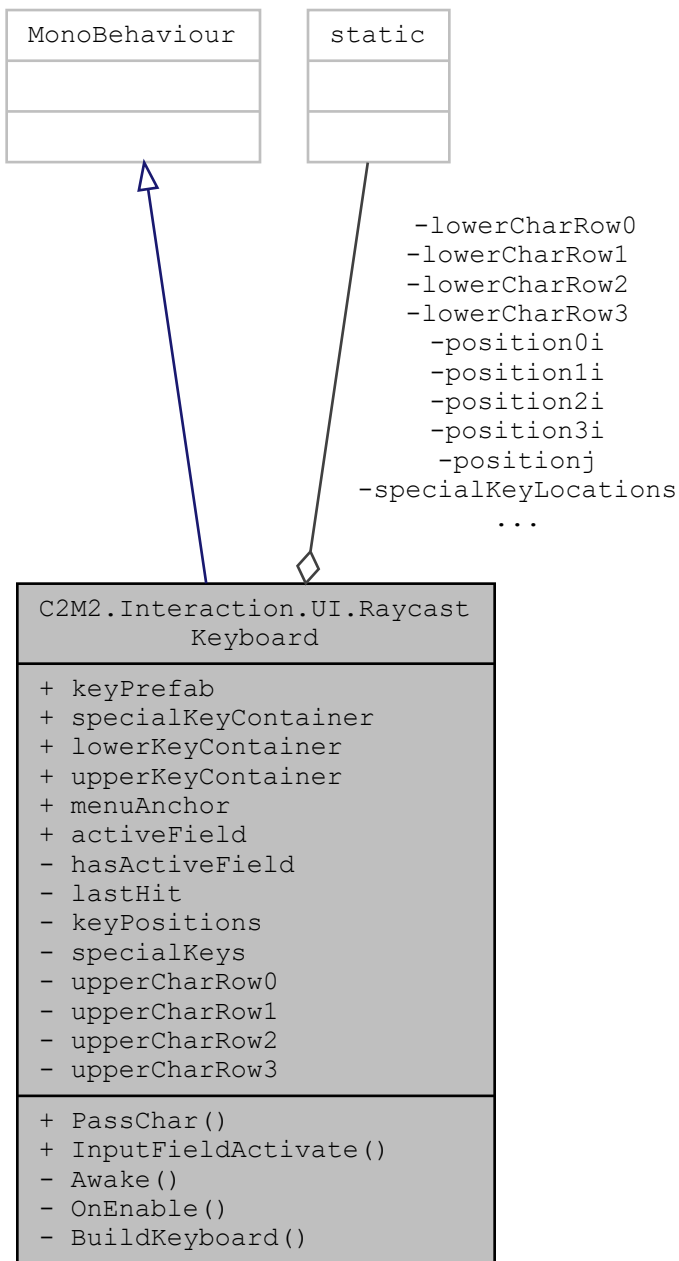 MonoBehaviour
static
-lowerCharRow0
-lowerCharRow1
-lowerCharRow2
-lowerCharRow3
-position0i
-position1i
-position2i
-position3i
-positionj
-specialKeyLocations
...
C2M2.Interaction.UI.Raycast
Keyboard
+ keyPrefab
+ specialKeyContainer
+ lowerKeyContainer
+ upperKeyContainer
+ menuAnchor
+ activeField
- hasActiveField
- lastHit
- keyPositions
- specialKeys
- upperCharRow0
- upperCharRow1
- upperCharRow2
- upperCharRow3
+ PassChar()
+ InputFieldActivate()
- Awake()
- OnEnable()
- BuildKeyboard()